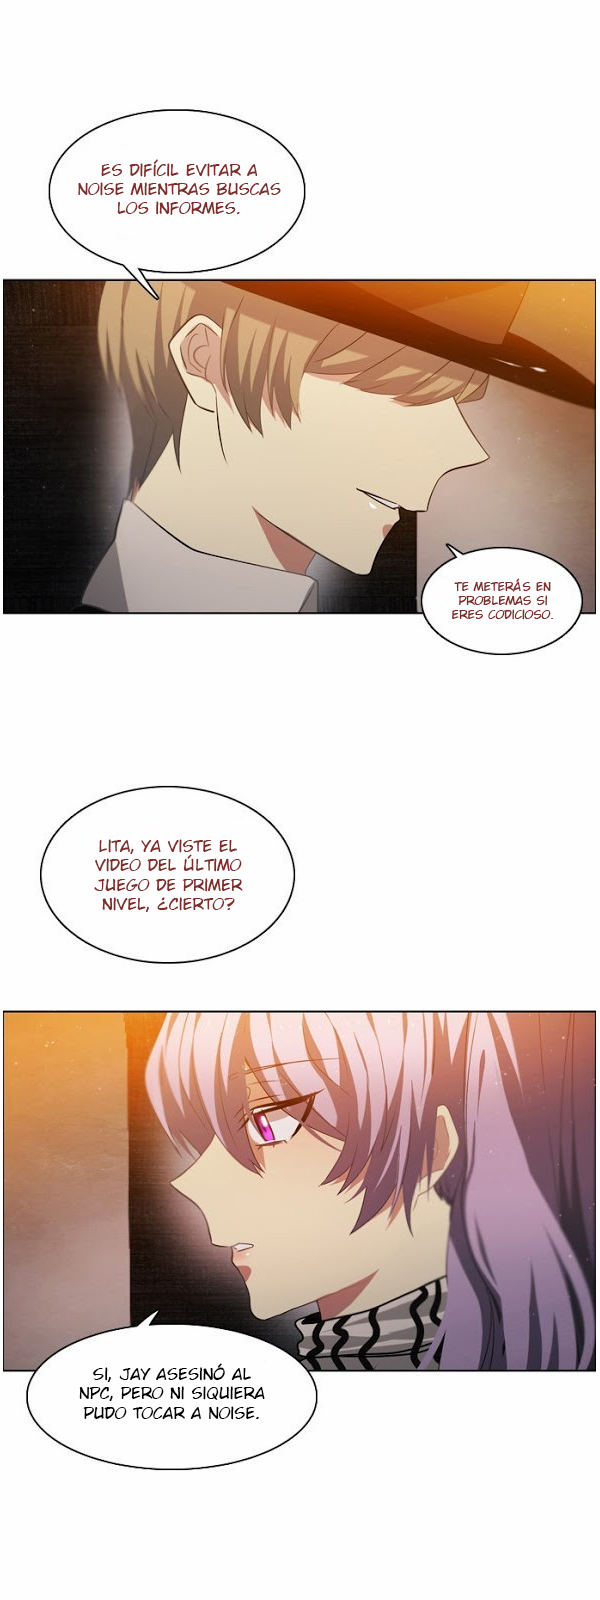 ES DIFÍCIL EVITAR A
NOISE MIENTRAS BUSCAS
LOS INFORMES.
TE METERÁS EN
PROBLEMAS SI
ERES CODICIOSO.
LITA, YA VISTE EL
VIDEO DEL ÚLTIMO
JUEGO DE PRIMER
NIVEL, ¿CIERTO?
SI, JAY ASESINÓ AL
NPC, PERO NI SIQUIERA
PUDO TOCAR A NOISE.